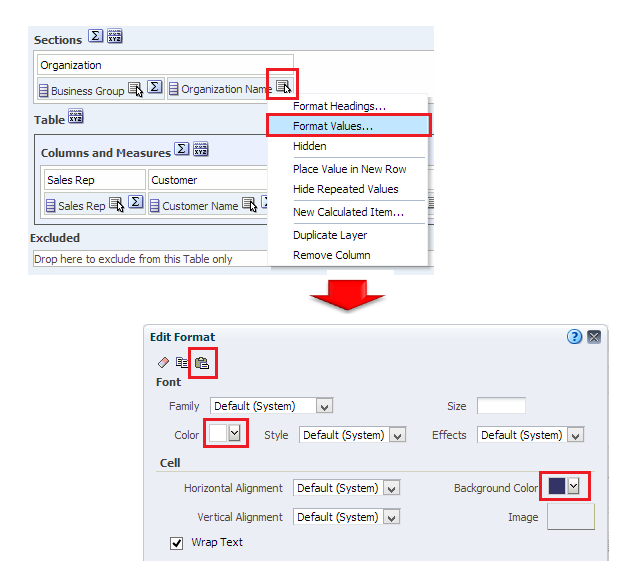 Sections
Organization
Business Group Organization Name
Format Headings...
Format Values...
Hidden
Place Value in New Row
Hide Repeated Values
New Calculated Item...
Duplicate Layer
Remove Column
Table
Columns and Measures
Sales Rep Customer
Sales Rep Customer Name
Excluded
Drop here to exclude from this Table only
Edit Format
Font
Family Default (System) Size
Color Style Default (System) Effects Default (System)
Cell
Horizontal Alignment Default (System) Background Color
Vertical Alignment Default (System) Image
Wrap Text